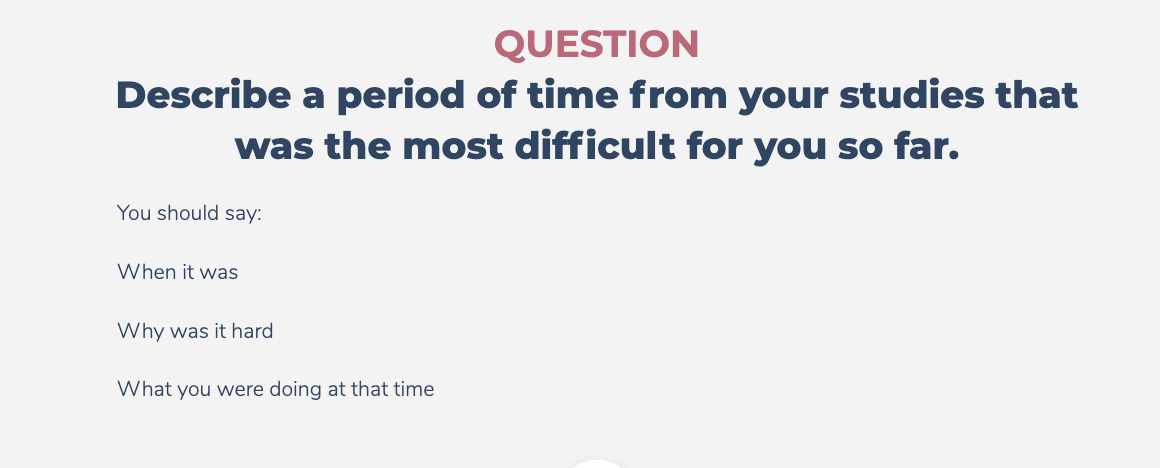 QUESTION
Describe a period of time from your studies that
was the most difficult for you so far.
You should say:
When it was
Why was it hard
What you were doing at that time